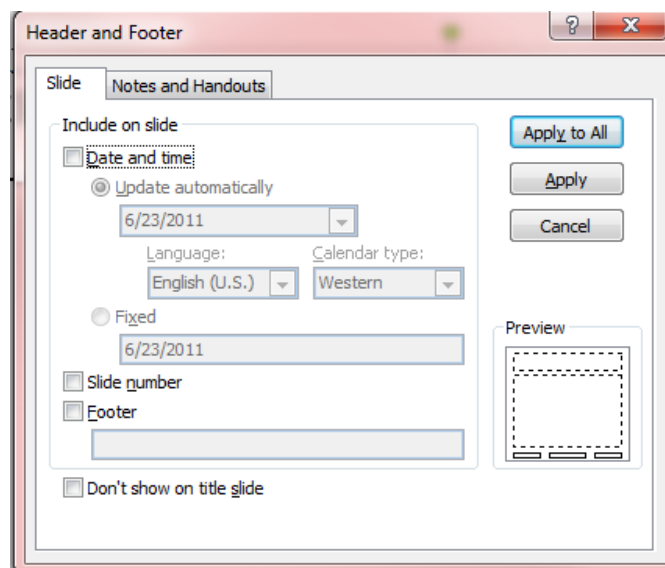 Header and Footer
Slide
Notes and Handouts
Include on slide
Date and time
Update automatically
6/23/2011
Language:
Calendar type:
English (U.S.)
Western
Fixed
6/23/2011
Slide number
Footer
Don't show on title slide
Apply to All
Apply
Cancel
Preview